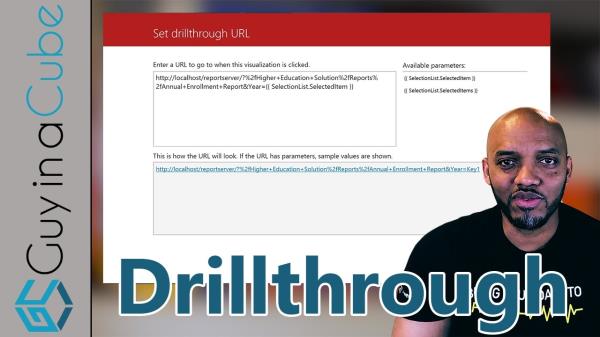 Guy in a Cube
Set drillthrough URL
Enter a URL to go to when this visualization is clicked.
http://localhost/reportserver/?%2fHigher+Education+Solution%2fReports%
2fAnnual+Enrollment+Report&Year={{ SelectionList.SelectedItem }}
Available parameters:
{{ SelectionList.SelectedItem }}
{{ SelectionList.SelectedItems }}
This is how the URL will look. If the URL has parameters, sample values are shown.
http://localhost/reportserver/?%2fHigher+Education+Solution%2fReports%2fAnnual+Enrollment+Report&Year=Key1
Drillthrough
TO